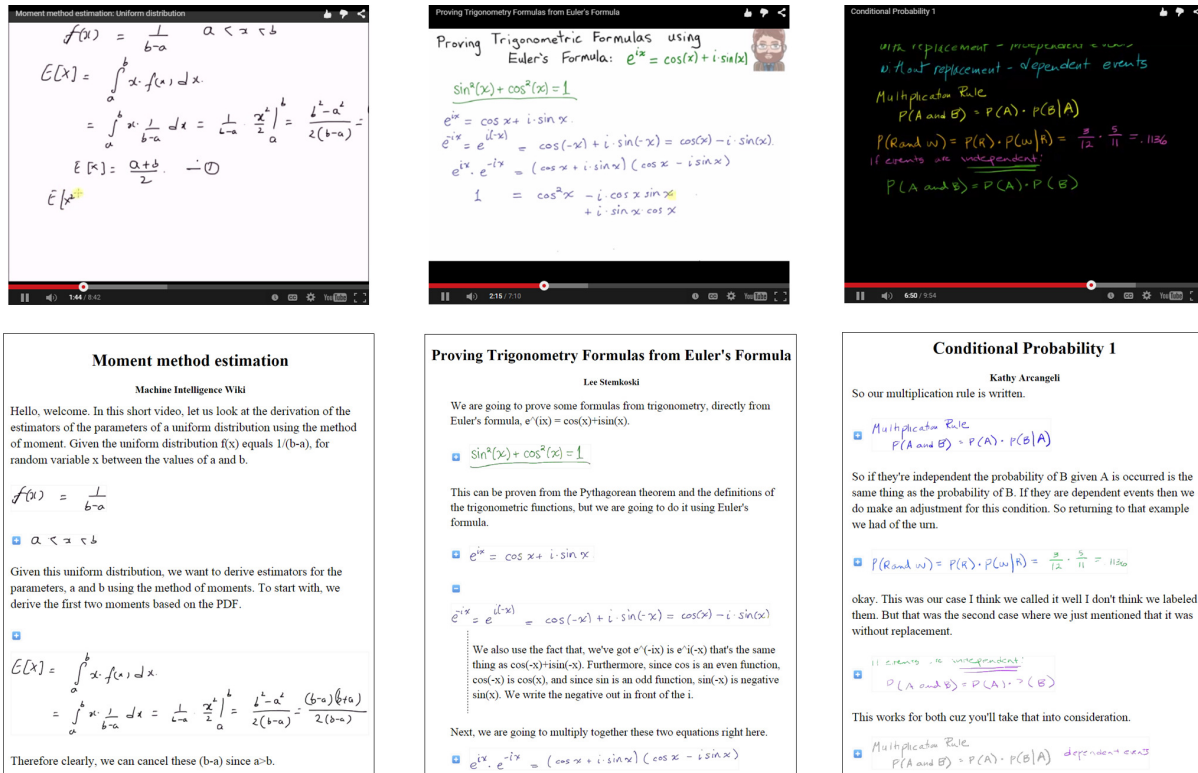 Moment method estimation: Uniform distribution
f(x) = 1/(b-a) a < x < b
E[X] = ∫_a^b x·f(x) dx.
= ∫_a^b x·1/(b-a) dx = 1/(b-a) · x²/2 |_a^b = (b²-a²)/(2(b-a)) =
E[X] = (a+b)/2. —①
E[x²
1:44 / 8:42
CC YouTube
Proving Trigonometry Formulas from Euler's Formula
Proving Trigonometric Formulas using
Euler's Formula: e^(ix) = cos(x) + i·sin(x)
sin²(x) + cos²(x) = 1
e^(ix) = cos x + i·sin x.
e^(-ix) = e^(i(-x)) = cos(-x) + i·sin(-x) = cos(x) - i·sin(x).
e^(ix)·e^(-ix) = (cos x + i·sin x)(cos x - i sin x)
1 = cos²x - i·cos x sin x
+ i·sin x cos x
2:15 / 7:10
CC YouTube
Conditional Probability 1
with replacement - independent
without replacement - dependent events
Multiplication Rule
P(A and B) = P(A)·P(B|A)
P(R and W) = P(R)·P(W|R) = 3/12 · 5/11 = .1136
If events are independent:
P(A and B) = P(A)·P(B)
6:50 / 9:54
CC YouTube
Moment method estimation
Machine Intelligence Wiki
Hello, welcome. In this short video, let us look at the derivation of the
estimators of the parameters of a uniform distribution using the method
of moment. Given the uniform distribution f(x) equals 1/(b-a), for
random variable x between the values of a and b.
f(x) = 1/(b-a)
a < x < b
Given this uniform distribution, we want to derive estimators for the
parameters, a and b using the method of moments. To start with, we
derive the first two moments based on the PDF.
E[X] = ∫_a^b x·f(x) dx.
= ∫_a^b x·1/(b-a) dx = 1/(b-a) · x²/2 |_a^b = (b²-a²)/(2(b-a)) = (b-a)(b+a)/(2(b-a))
Therefore clearly, we can cancel these (b-a) since a>b.
Proving Trigonometry Formulas from Euler's Formula
Lee Stemkoski
We are going to prove some formulas from trigonometry, directly from
Euler's formula, e^(ix) = cos(x)+isin(x).
sin²(x) + cos²(x) = 1
This can be proven from the Pythagorean theorem and the definitions of
the trigonometric functions, but we are going to do it using Euler's
formula.
e^(ix) = cos x + i·sin x.
e^(-ix) = e^(i(-x)) = cos(-x) + i·sin(-x) = cos(x) - i·sin(x)
We also use the fact that, we've got e^(-ix) is e^i(-x) that's the same
thing as cos(-x)+isin(-x). Furthermore, since cos is an even function,
cos(-x) is cos(x), and since sin is an odd function, sin(-x) is negative
sin(x). We write the negative out in front of the i.
Next, we are going to multiply together these two equations right here.
e^(ix)·e^(-ix) = (cos x + i·sin x)(cos x - i sin x)
Conditional Probability 1
Kathy Arcangeli
So our multiplication rule is written.
Multiplication Rule
P(A and B) = P(A)·P(B|A)
So if they're independent the probability of B given A is occurred is the
same thing as the probability of B. If they are dependent events then we
do make an adjustment for this condition. So returning to that example
we had of the urn.
P(R and W) = P(R)·P(W|R) = 3/12 · 5/11 = .1136
okay. This was our case I think we called it well I don't think we labeled
them. But that was the second case where we just mentioned that it was
without replacement.
If events are independent:
P(A and B) = P(A)·P(B)
This works for both cuz you'll take that into consideration.
Multiplication Rule
P(A and B) = P(A)·P(B|A) dependent